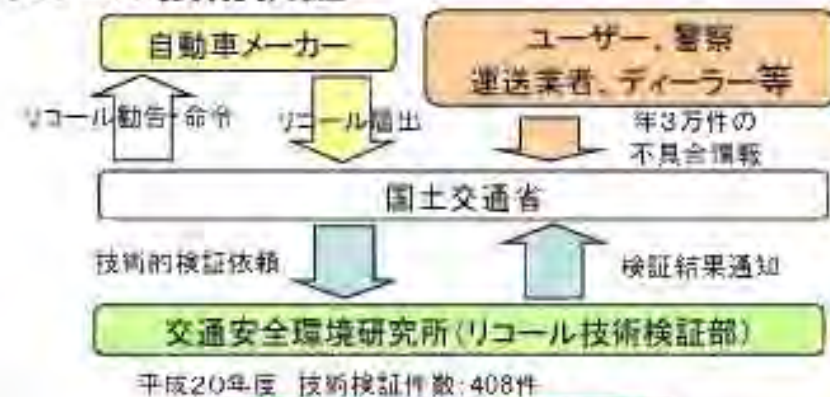 自動車メーカー
ユーザー、警察
運送業者、ディーラー等
リコール勧告・命令
リコール届出
年3万件の
不具合情報
国土交通省
技術的検証依頼
検証結果通知
交通安全環境研究所(リコール技術検証部)
平成20年度 技術検証件数:408件